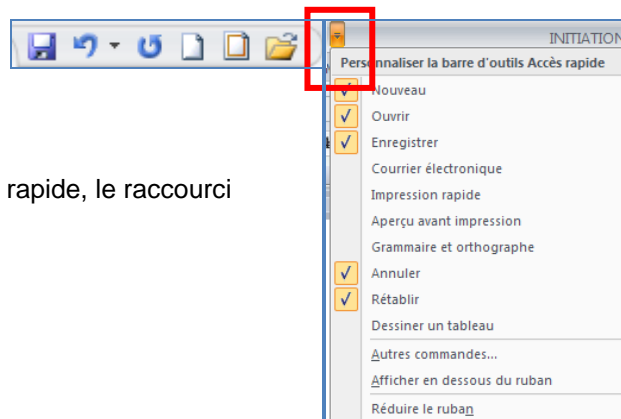 INITIATION
Personnaliser la barre d'outils Accès rapide
Nouveau
Ouvrir
Enregistrer
Courrier électronique
rapide, le raccourci
Impression rapide
Aperçu avant impression
Grammaire et orthographe
Annuler
Rétablir
Dessiner un tableau
Autres commandes...
Afficher en dessous du ruban
Réduire le ruban